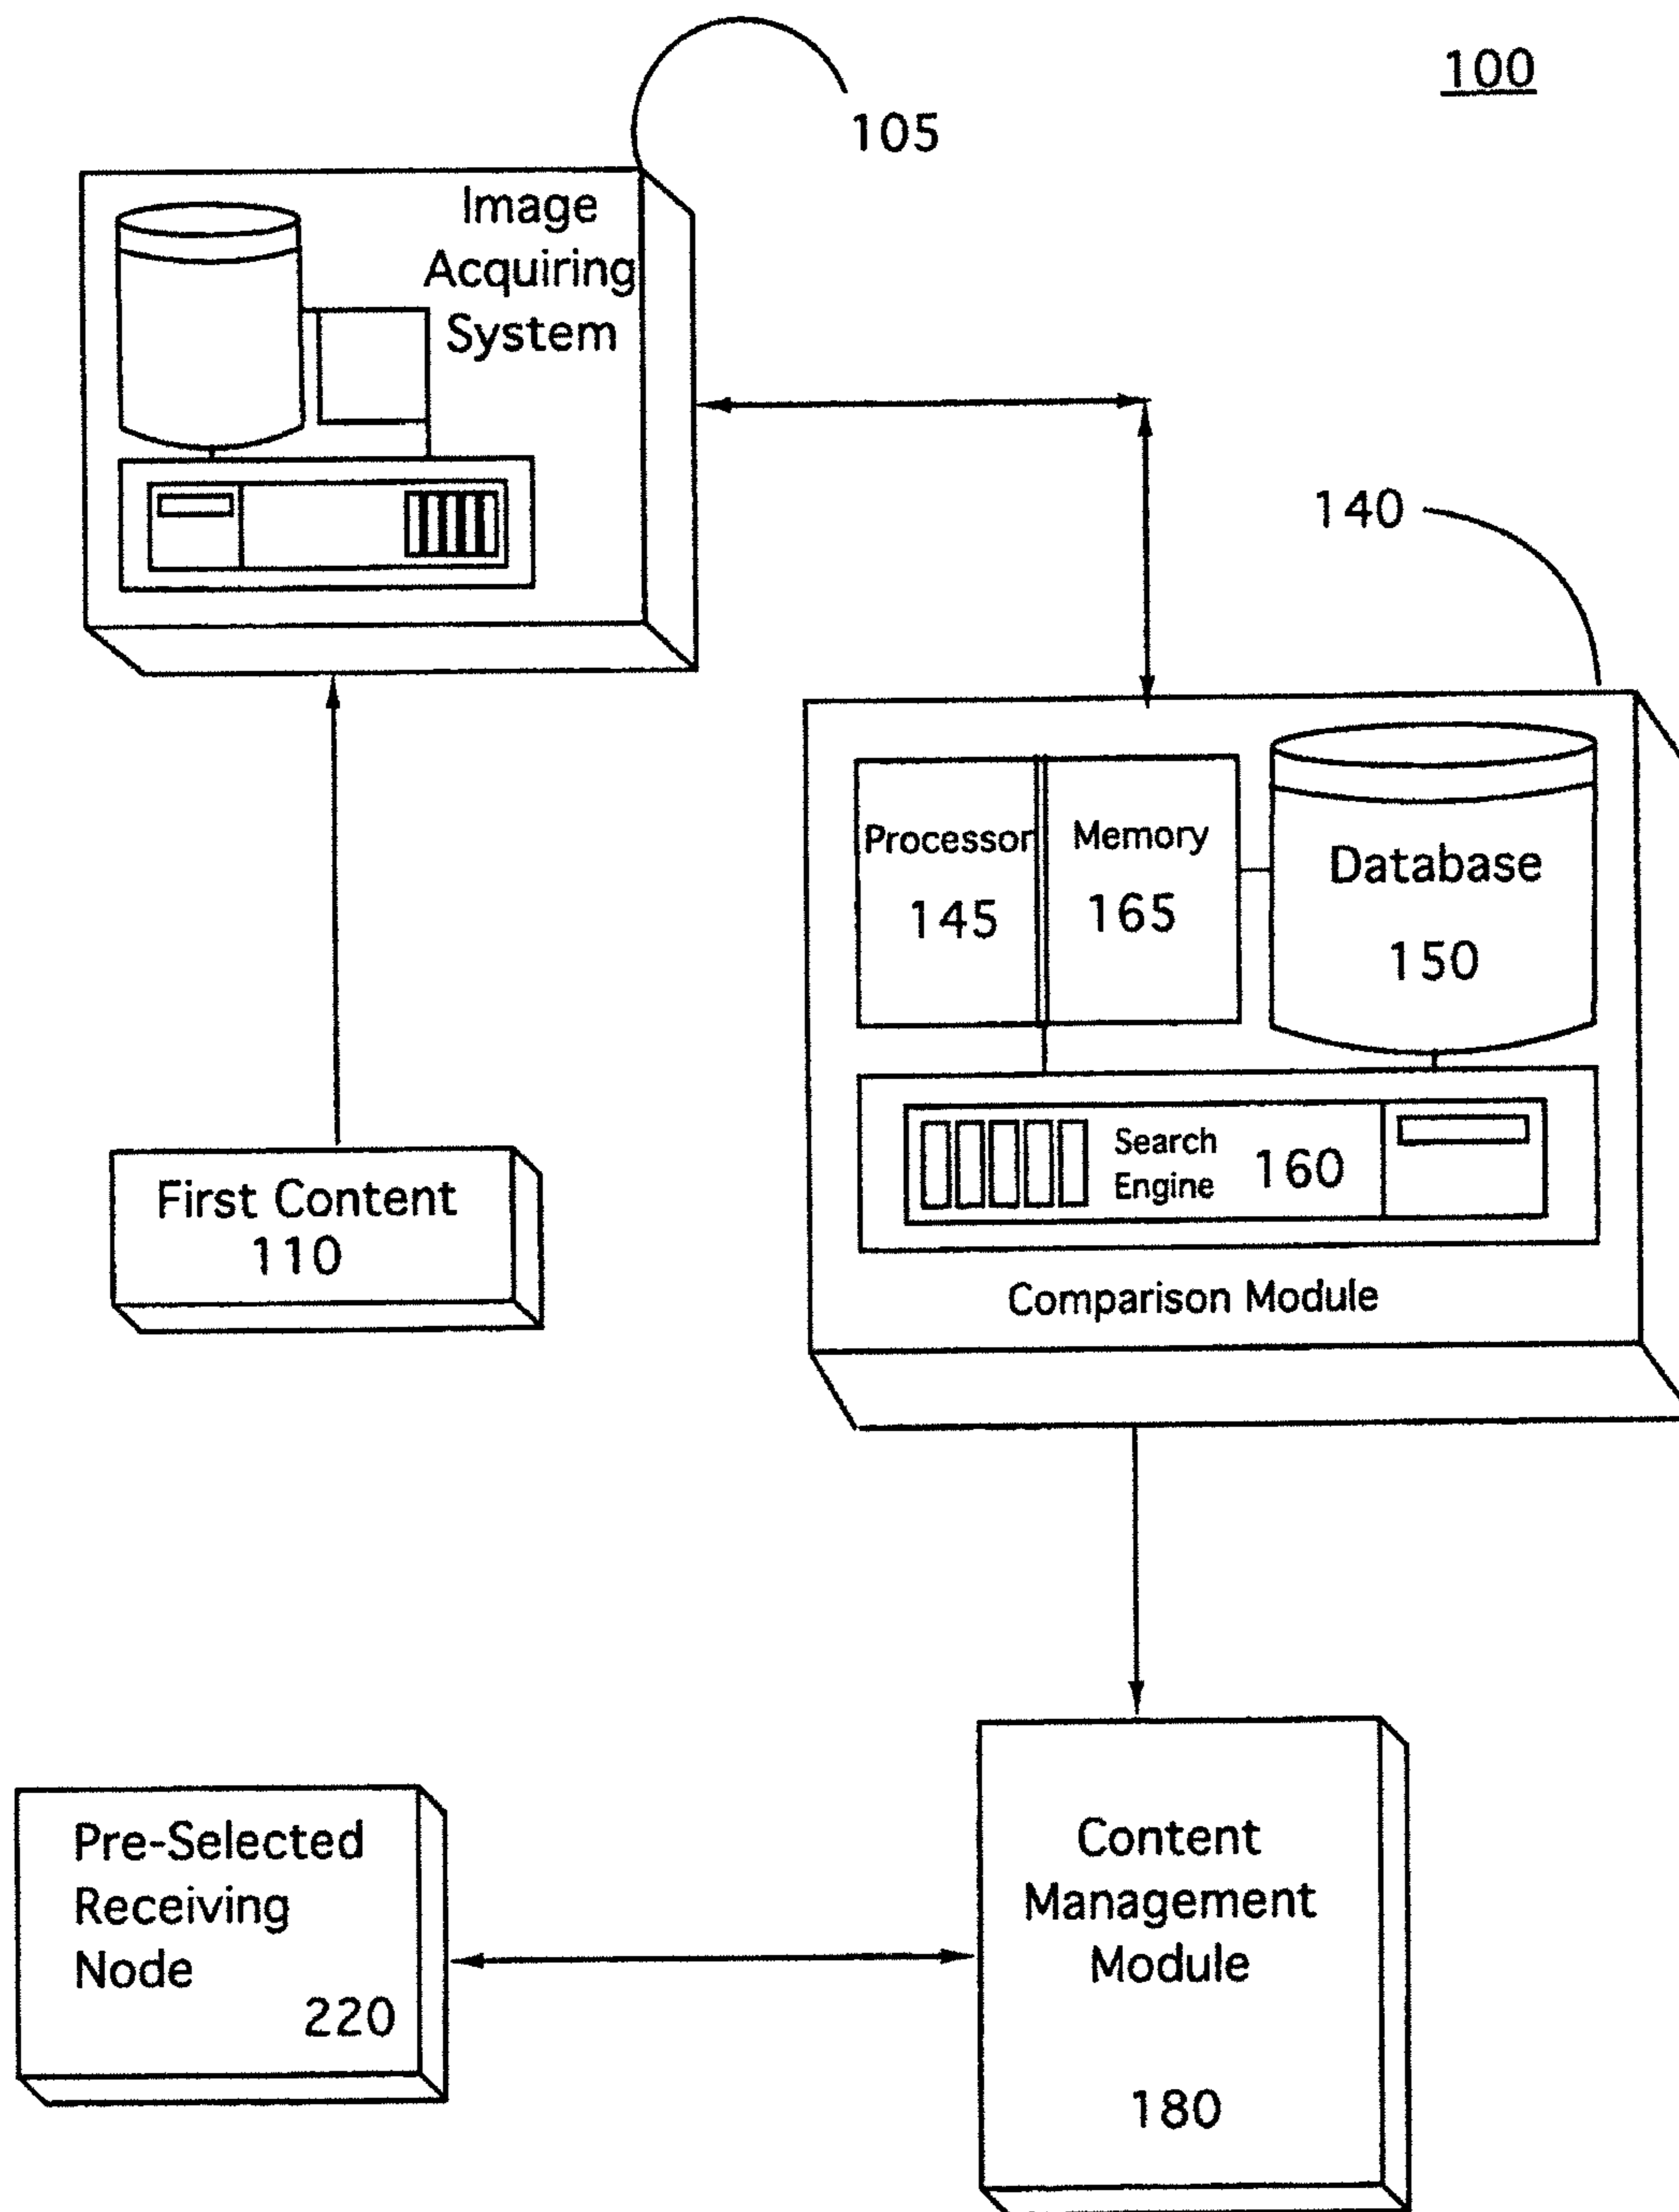 100
105
Image
Acquiring
System
140
Processor
145
Memory
165
Database
150
Search
Engine
160
Comparison Module
First Content
110
Pre-Selected
Receiving
Node
220
Content
Management
Module
180